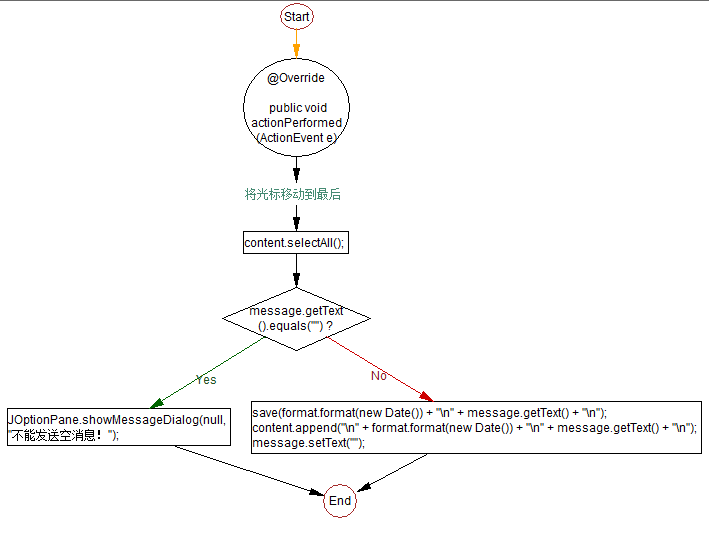 Start
@Override
public void
actionPerformed
(ActionEvent e)
将光标移动到最后
content.selectAll();
message.getText
().equals("") ?
Yes
No
JOptionPane.showMessageDialog(null,
"不能发送空消息！");
save(format.format(new Date()) + "\n" + message.getText() + "\n");
content.append("\n" + format.format(new Date()) + "\n" + message.getText() + "\n");
message.setText("");
End